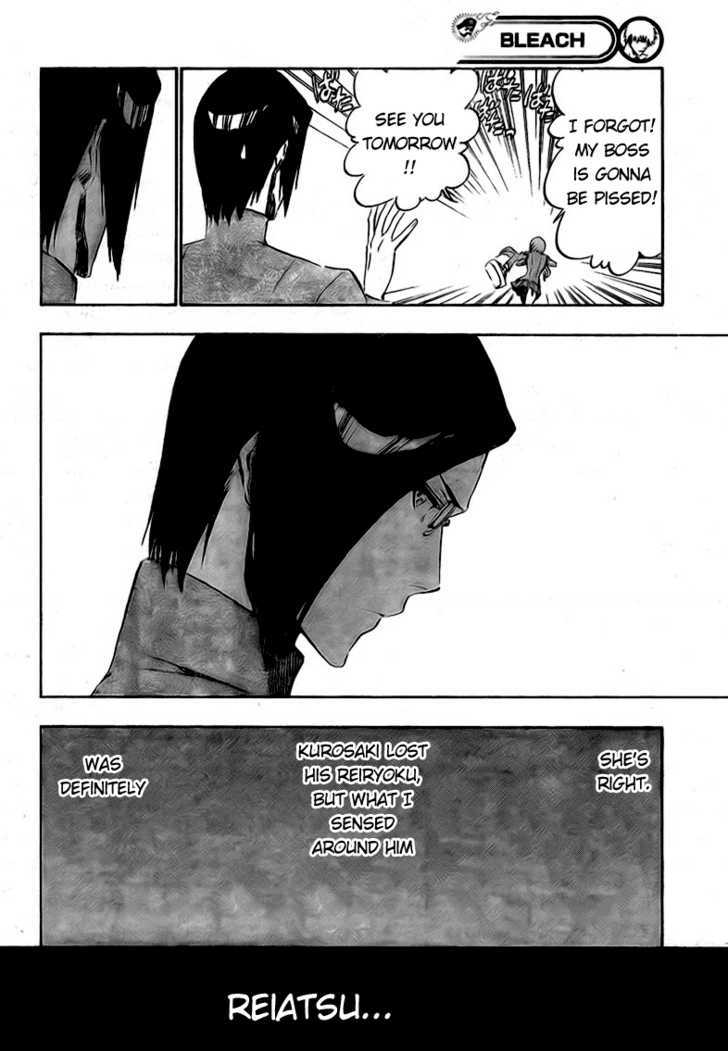 BLEACH
I FORGOT!
MY BOSS
IS GONNA
BE PISSED!
SEE YOU
TOMORROW
!!
SHE'S
RIGHT.
KUROSAKI LOST
HIS REIRYOKU,
BUT WHAT I
SENSED
AROUND HIM
WAS
DEFINITELY
REIATSU...